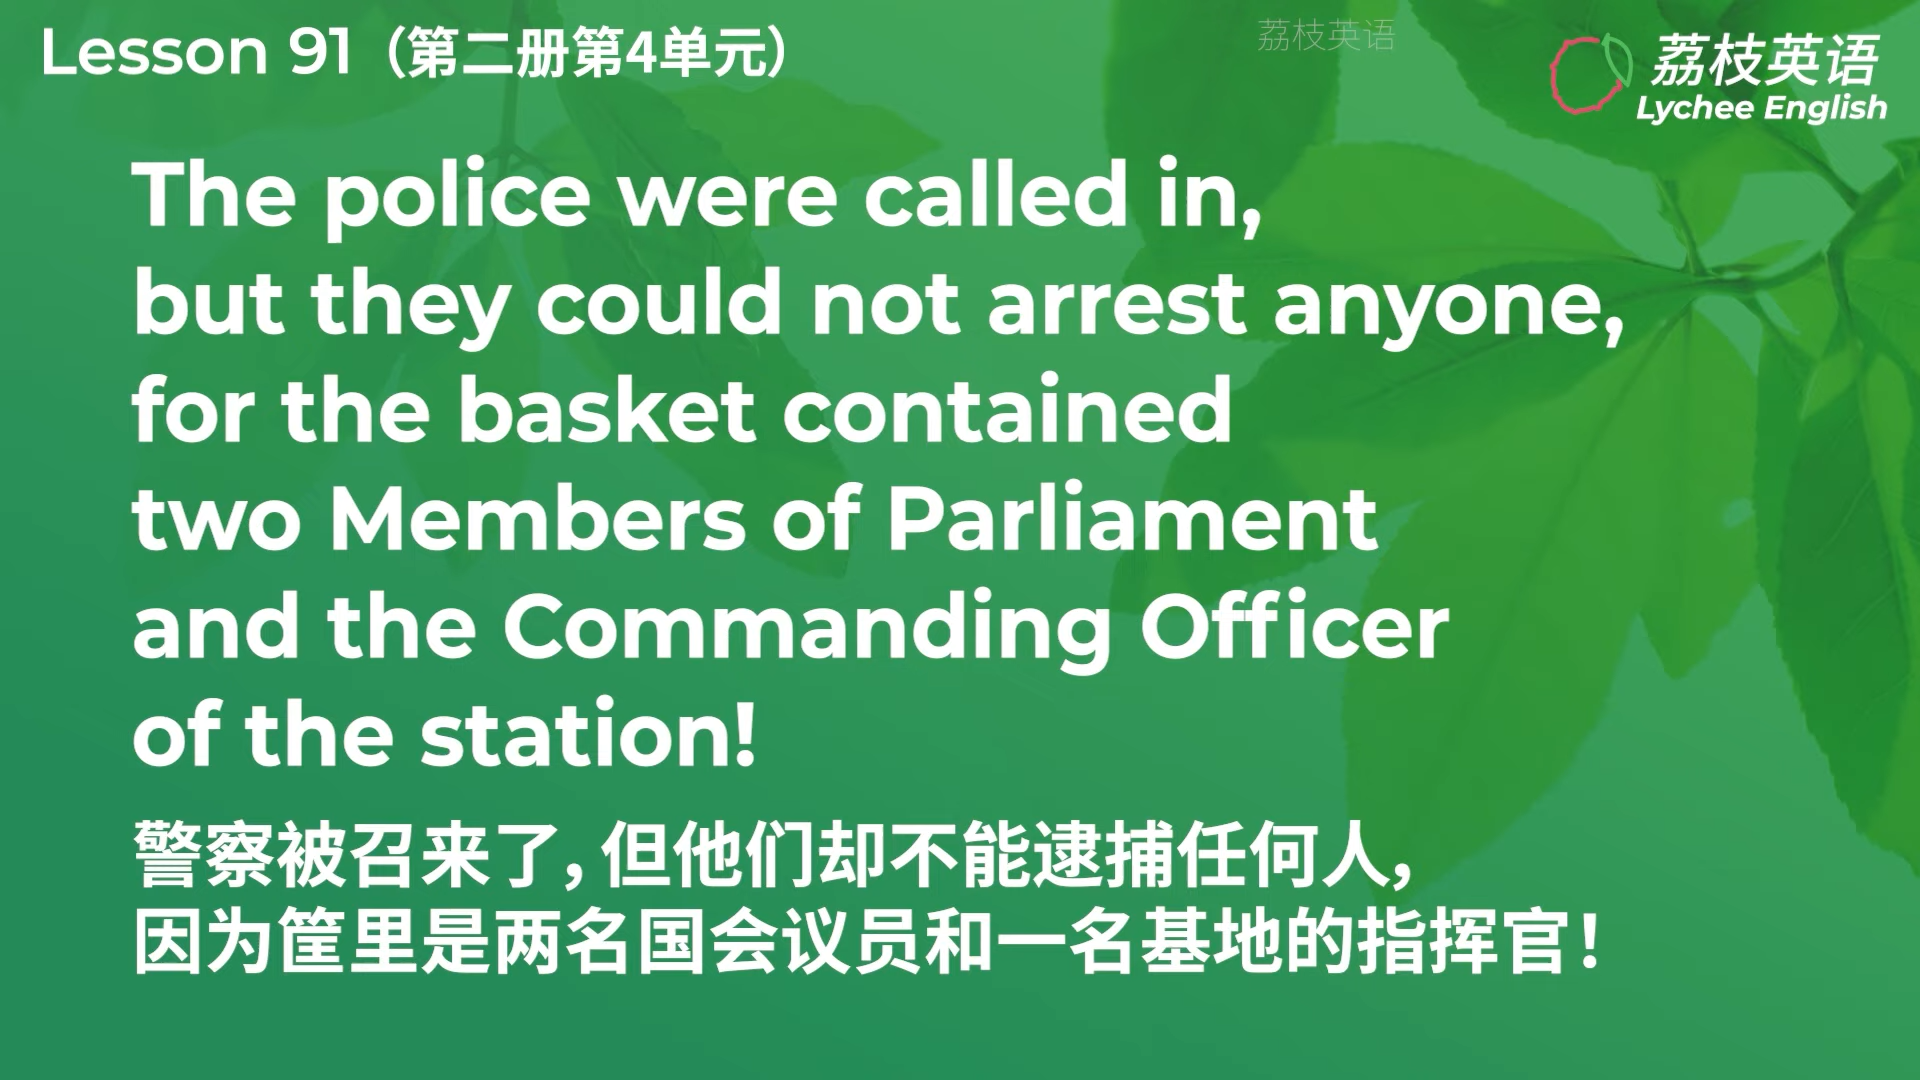 Lesson 91（第二册第4单元）
荔枝英语
荔枝英语
Lychee English
The police were called in,
but they could not arrest anyone,
for the basket contained
two Members of Parliament
and the Commanding Officer
of the station!
警察被召来了，但他们却不能逮捕任何人，
因为筐里是两名国会议员和一名基地的指挥官！